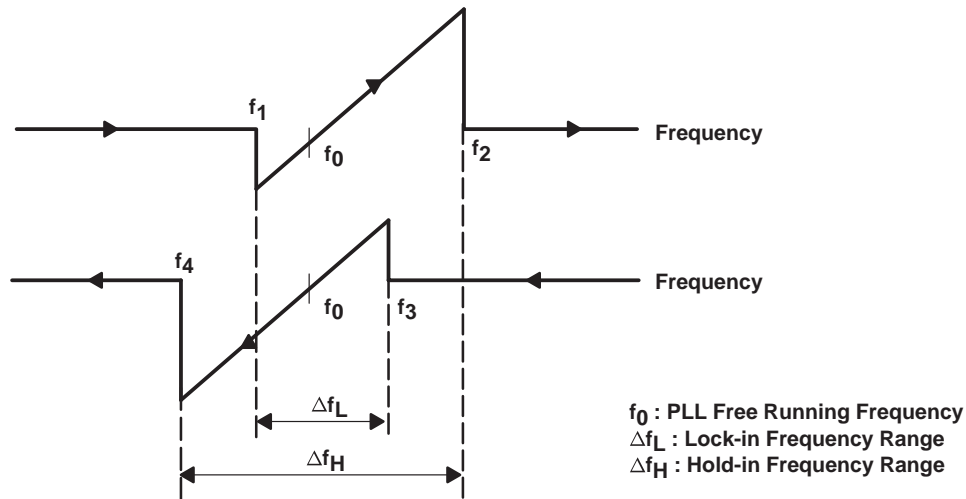 f1
f0
f2
Frequency
f4
f0
f3
Frequency
ΔfL
ΔfH
f0 : PLL Free Running Frequency
ΔfL : Lock-in Frequency Range
ΔfH : Hold-in Frequency Range